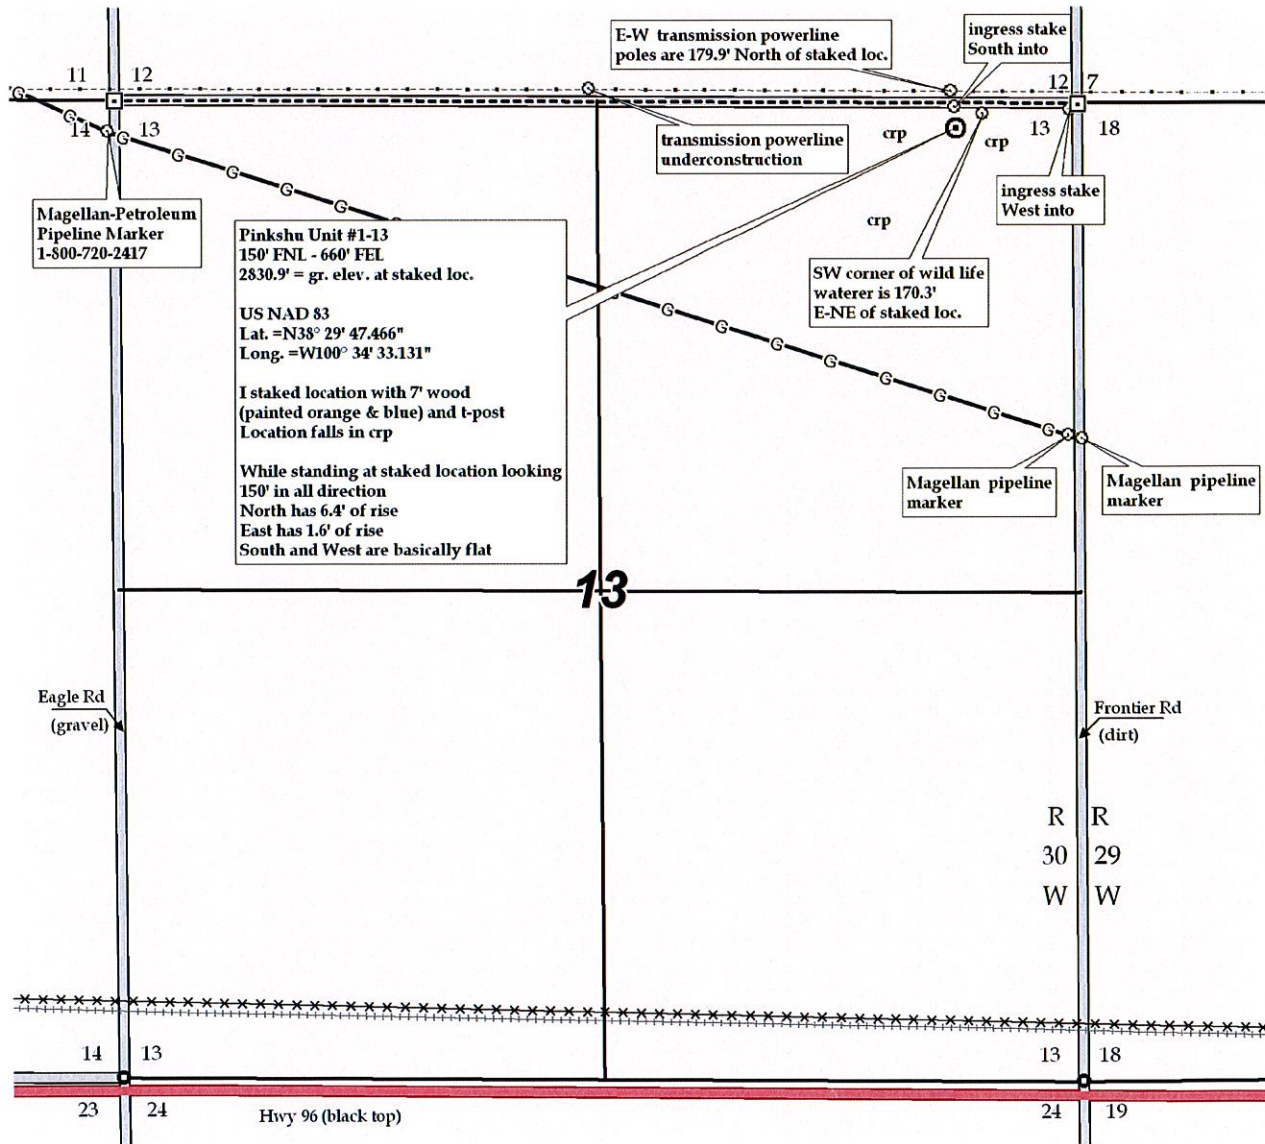 E-W transmission powerline
poles are 179.9' North of staked loc.
ingress stake
South into
11
12
12
7
14
13
13
18
transmission powerline
underconstruction
crp
crp
crp
ingress stake
West into
Magellan-Petroleum
Pipeline Marker
1-800-720-2417
Pinkshu Unit #1-13
150' FNL - 660' FEL
2830.9' = gr. elev. at staked loc.
US NAD 83
Lat. =N38° 29' 47.466"
Long. =W100° 34' 33.131"
I staked location with 7' wood
(painted orange & blue) and t-post
Location falls in crp
While standing at staked location looking
150' in all direction
North has 6.4' of rise
East has 1.6' of rise
South and West are basically flat
SW corner of wild life
waterer is 170.3'
E-NE of staked loc.
G G G G G G G G G G G G G G G G
Magellan pipeline
marker
Magellan pipeline
marker
13
Eagle Rd
(gravel)
Frontier Rd
(dirt)
R R
30 29
W W
14 13
13 18
23 24
24 19
Hwy 96 (black top)